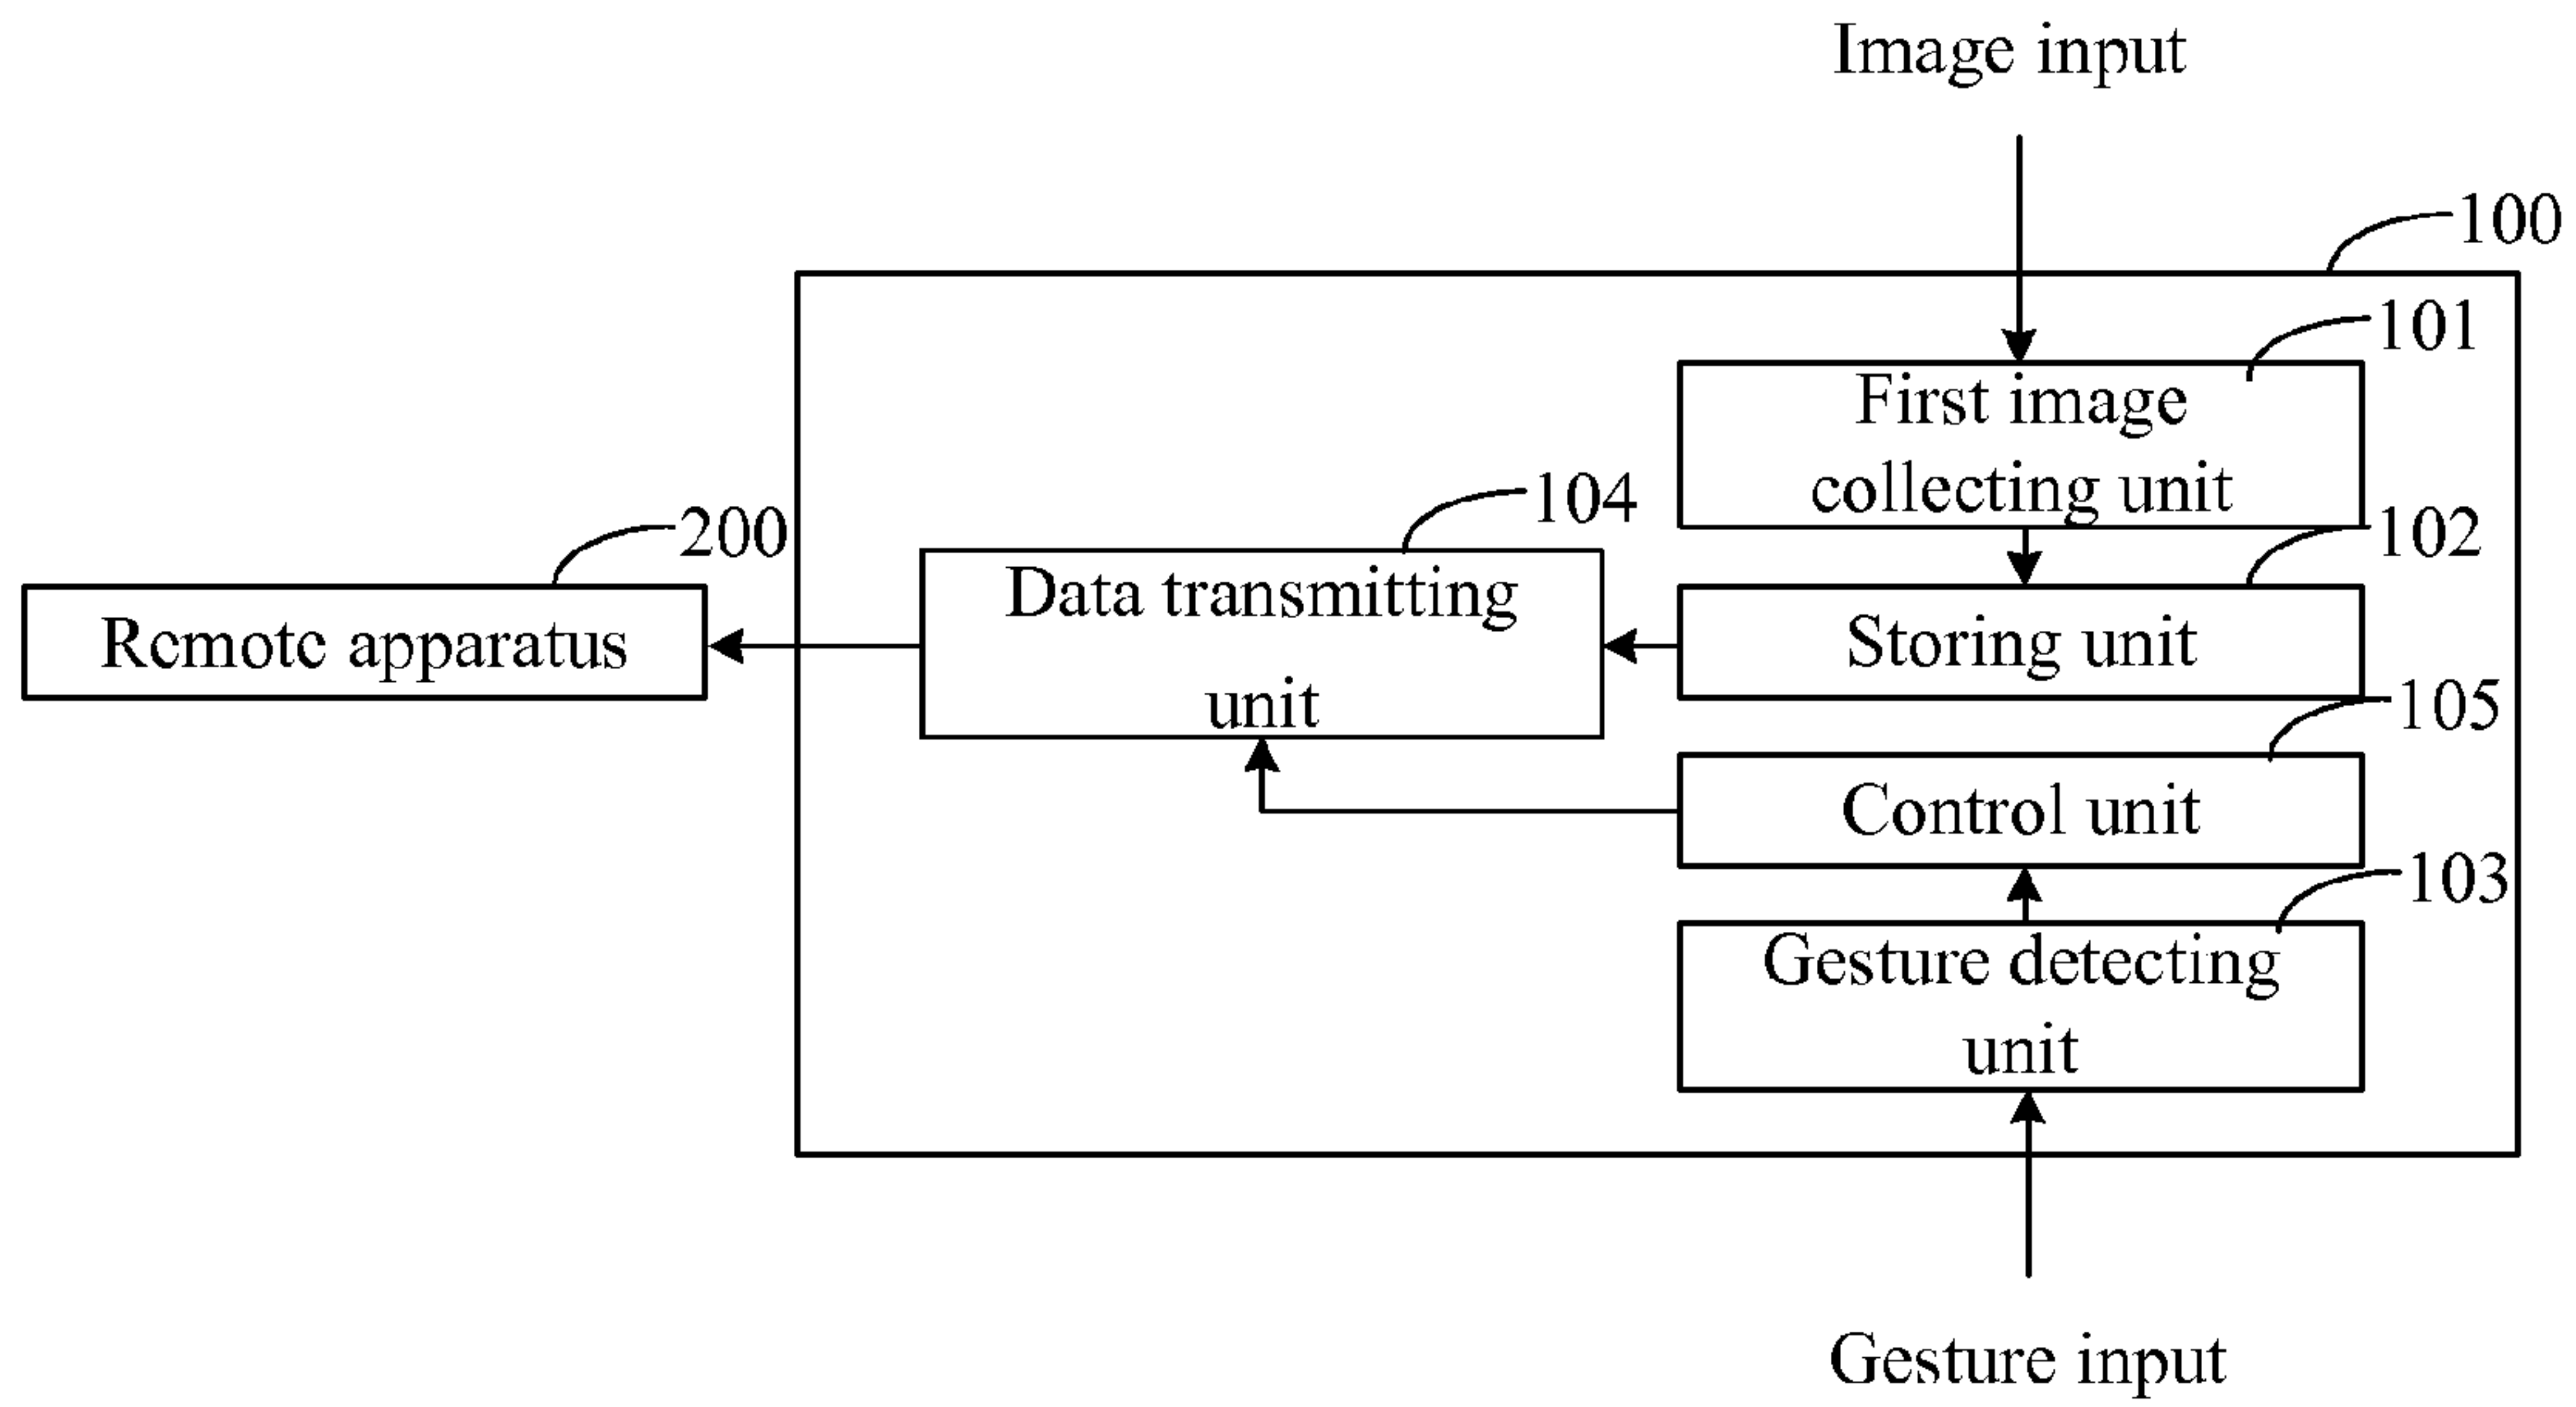 Image input
100
101
First image
collecting unit
104
200
102
Data transmitting
unit
Remote apparatus
Storing unit
105
Control unit
103
Gesture detecting
unit
Gesture input